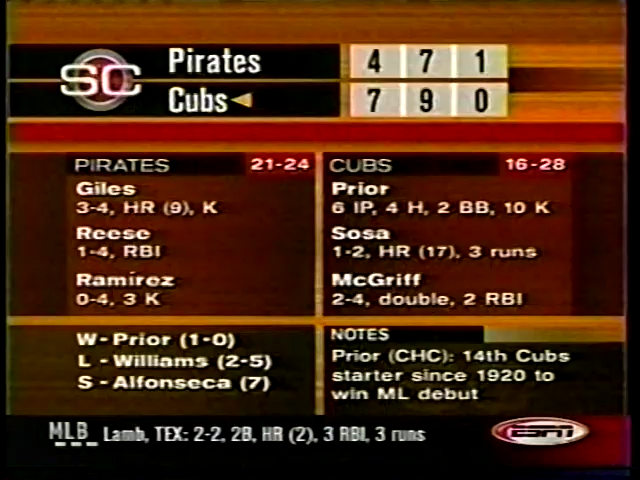 SC
Pirates 4 7 1
Cubs 7 9 0
PIRATES 21-24
Giles
3-4, HR (9), K
Reese
1-4, RBI
Ramirez
0-4, 3 K
CUBS 16-28
Prior
6 IP, 4 H, 2 BB, 10 K
Sosa
1-2, HR (17), 3 runs
McGriff
2-4, double, 2 RBI
W - Prior (1-0)
L - Williams (2-5)
S - Alfonseca (7)
NOTES
Prior (CHC): 14th Cubs
starter since 1920 to
win ML debut
MLB Lamb, TEX: 2-2, 2B, HR (2), 3 RBI, 3 runs
ESPN